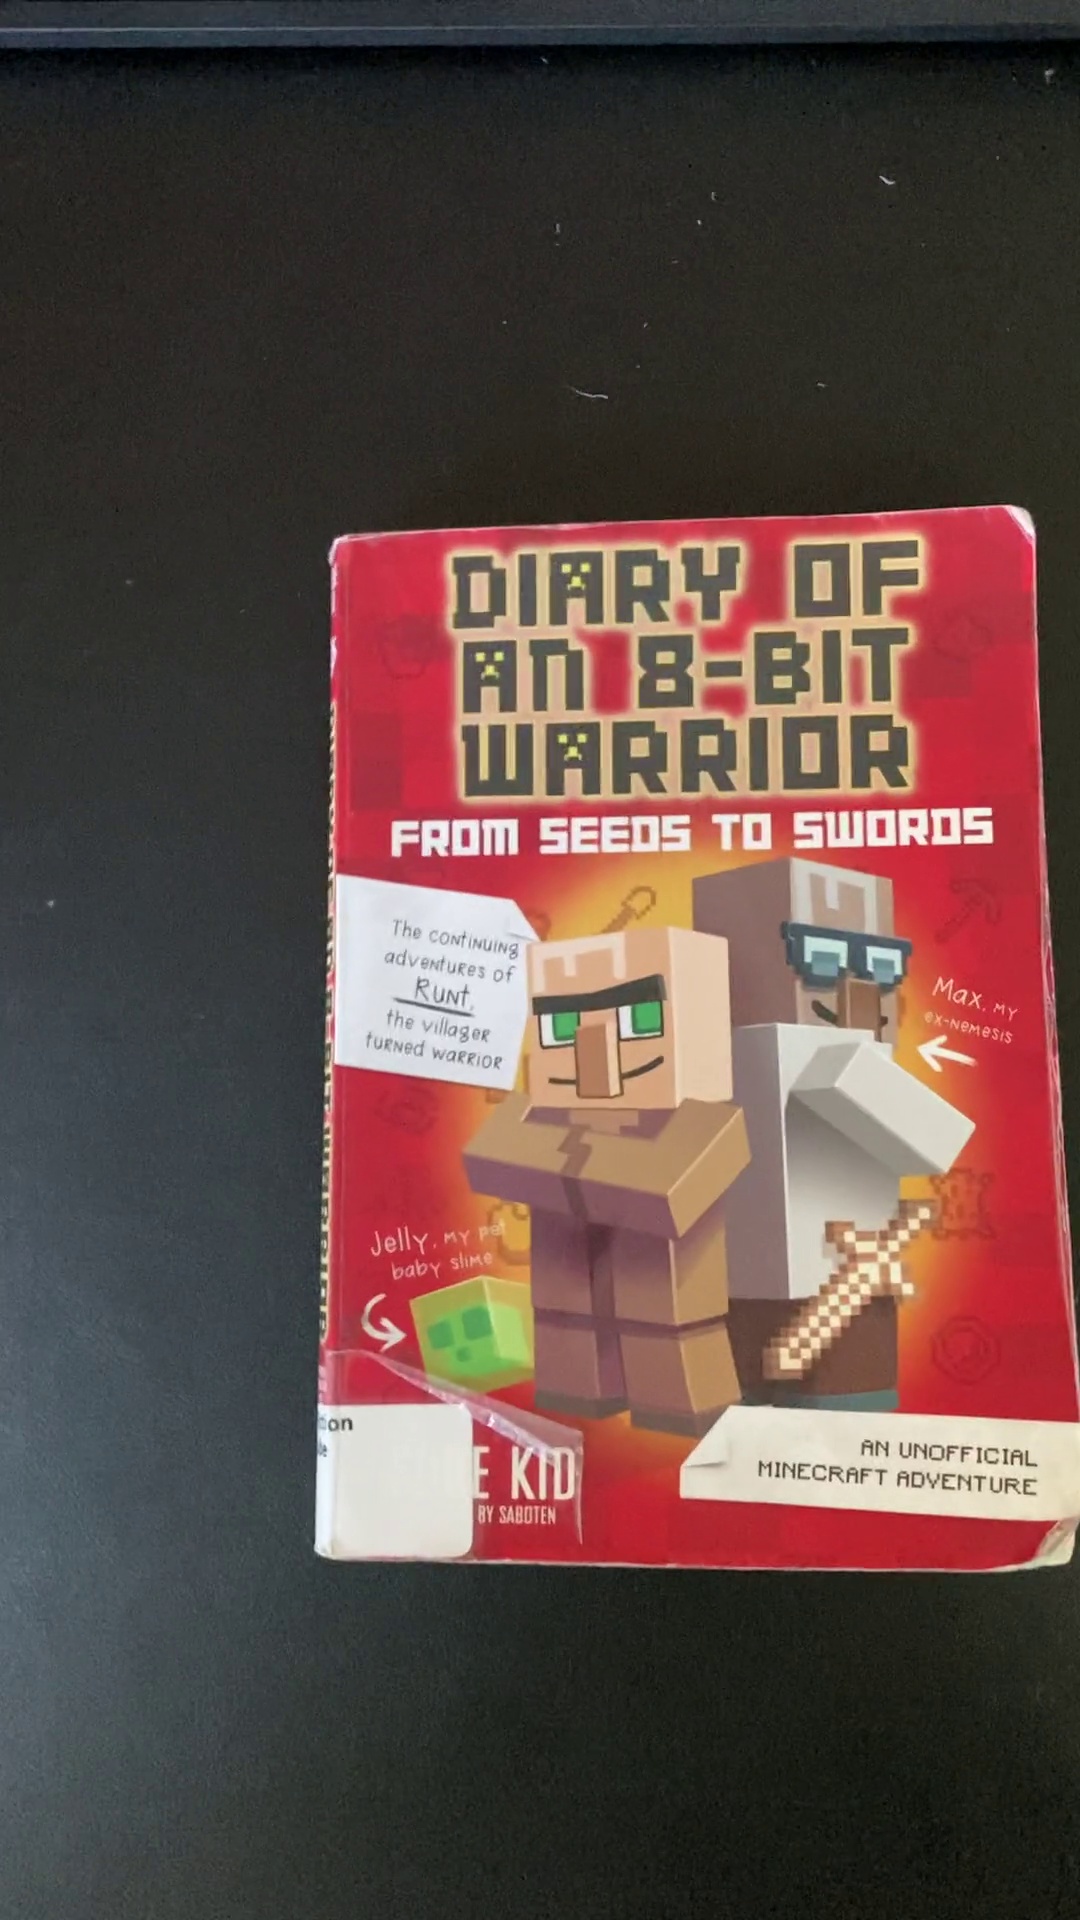 DIARY OF
AN 8-BIT
WARRIOR
FROM SEEDS TO SWORDS
The continuing
adventures of
RUNT,
the villager
turned warrior
Max, my
ex-nemesis
Jelly, my pet
baby slime
KID
BY SABOTEN
AN UNOFFICIAL
MINECRAFT ADVENTURE